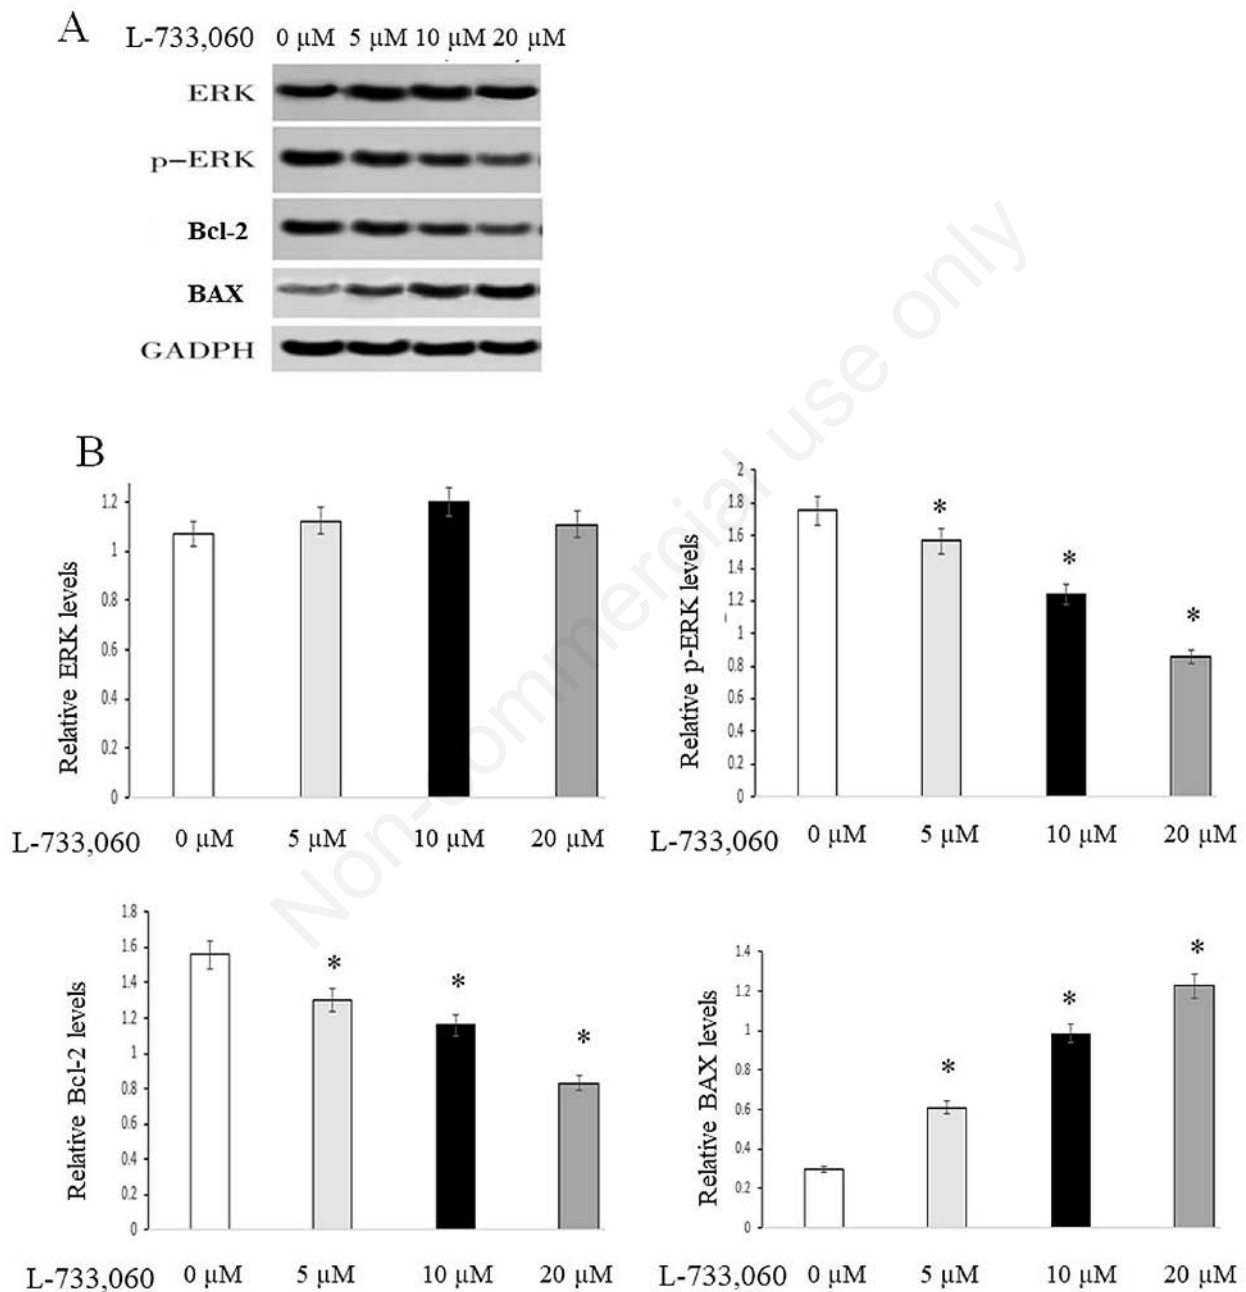 A
L-733,060 0 µM 5 µM 10 µM 20 µM
ERK
p-ERK
Bcl-2
BAX
GADPH
B
Relative ERK levels
1.2
1
0.8
0.6
0.4
0.2
0
L-733,060 0 µM 5 µM 10 µM 20 µM
Relative p-ERK levels
2
1.8
1.6
1.4
1.2
1
0.8
0.6
0.4
0.2
0
* * *
L-733,060 0 µM 5 µM 10 µM 20 µM
Relative Bcl-2 levels
1.8
1.6
1.4
1.2
1
0.8
0.6
0.4
0.2
0
* * *
L-733,060 0 µM 5 µM 10 µM 20 µM
Relative BAX levels
1.4
1.2
1
0.8
0.6
0.4
0.2
0
* * *
L-733,060 0 µM 5 µM 10 µM 20 µM
Non-commercial use only